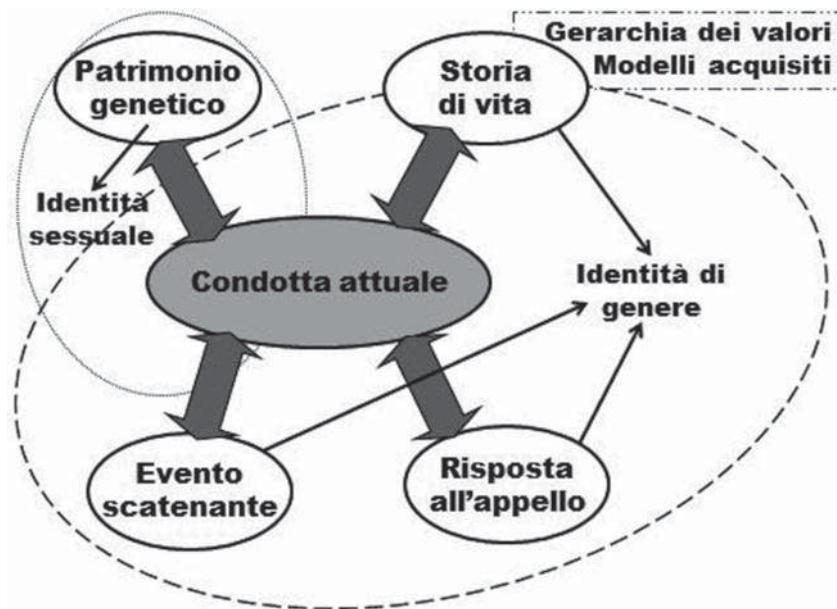 Gerarchia dei valori
Modelli acquisiti
Patrimonio
genetico
Storia
di vita
Identità
sessuale
Condotta attuale
Identità di
genere
Evento
scatenante
Risposta
all'appello